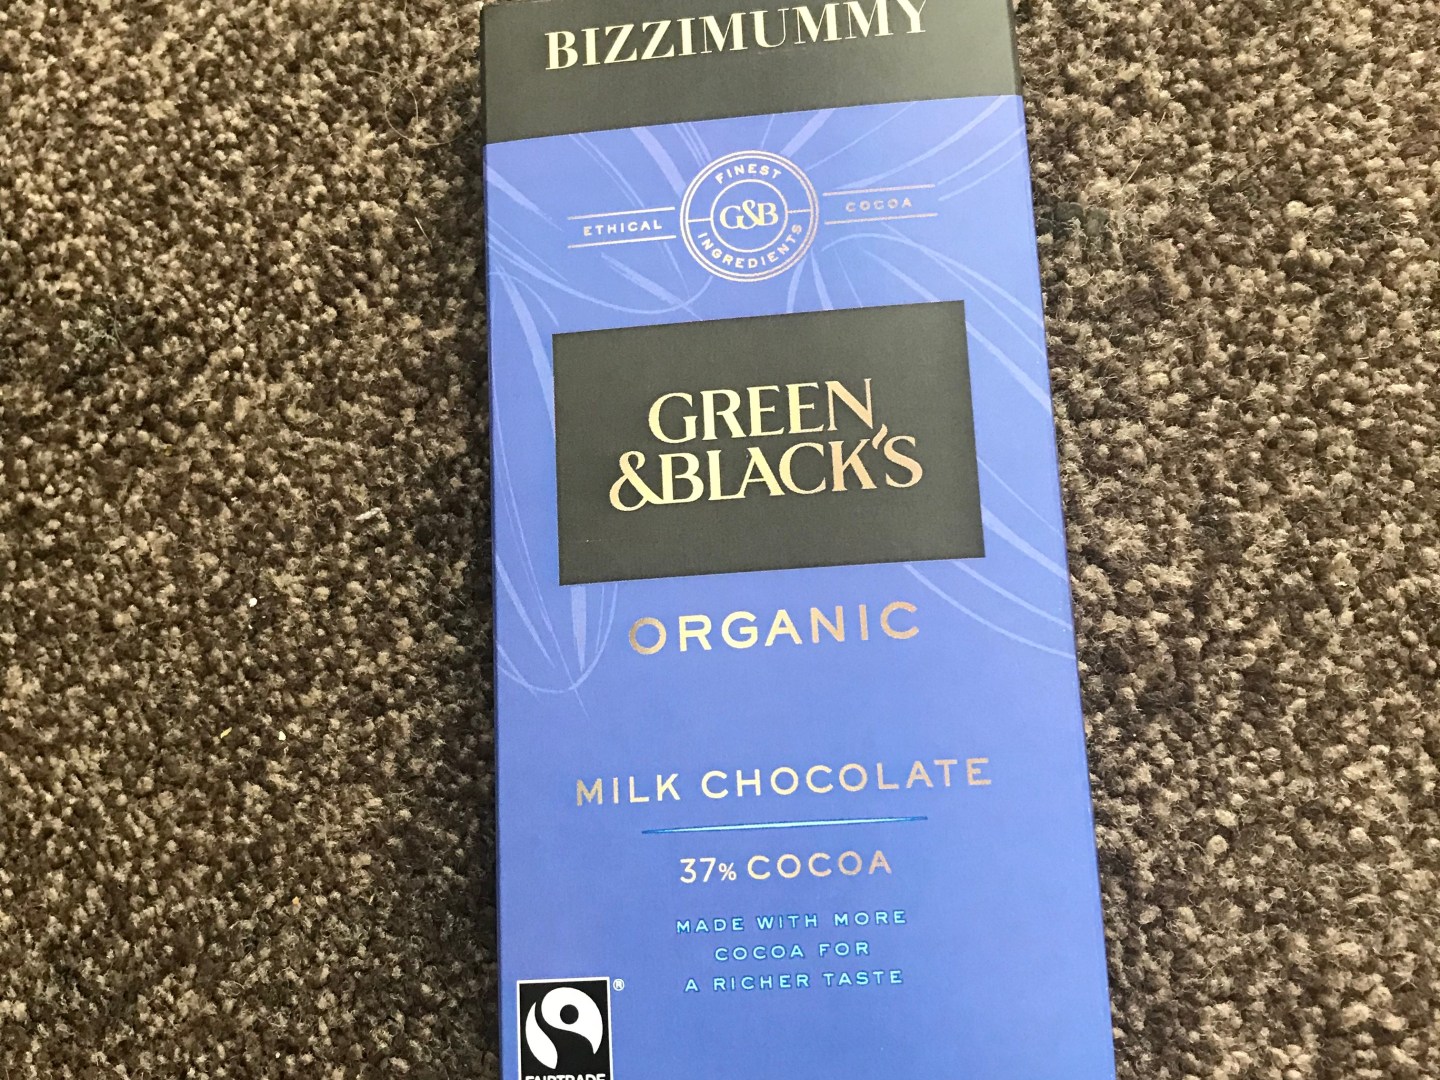 BIZZIMUMMY
FINEST
ETHICAL
G&B
COCOA
INGREDIENTS
GREEN
&BLACK'S
ORGANIC
MILK CHOCOLATE
37% COCOA
MADE WITH MORE
COCOA FOR
A RICHER TASTE
®
FAIRTRADE